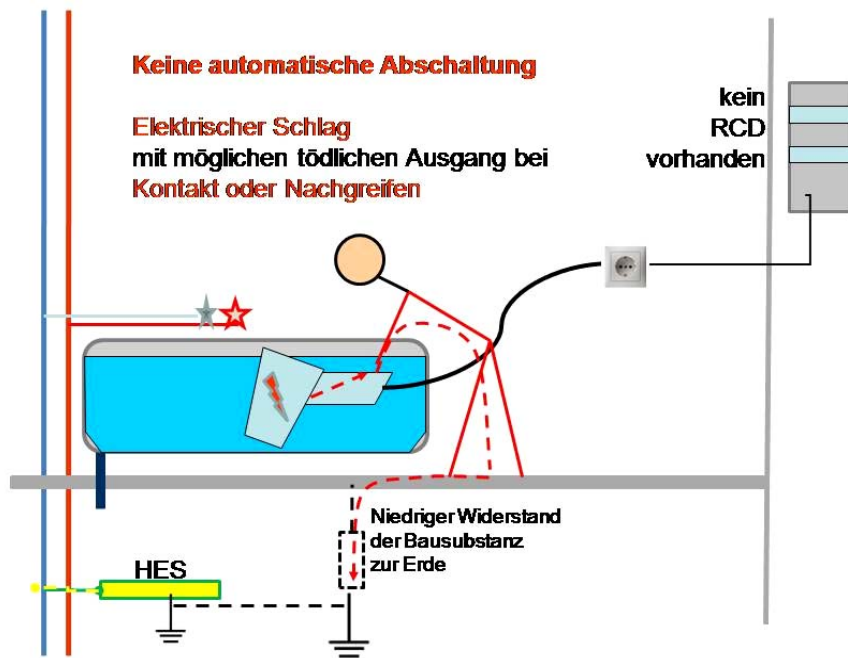 Keine automatische Abschaltung
Elektrischer Schlag
mit möglichen tödlichen Ausgang bei
Kontakt oder Nachgreifen
kein
RCD
vorhanden
Niedriger Widerstand
der Bausubstanz
zur Erde
HES